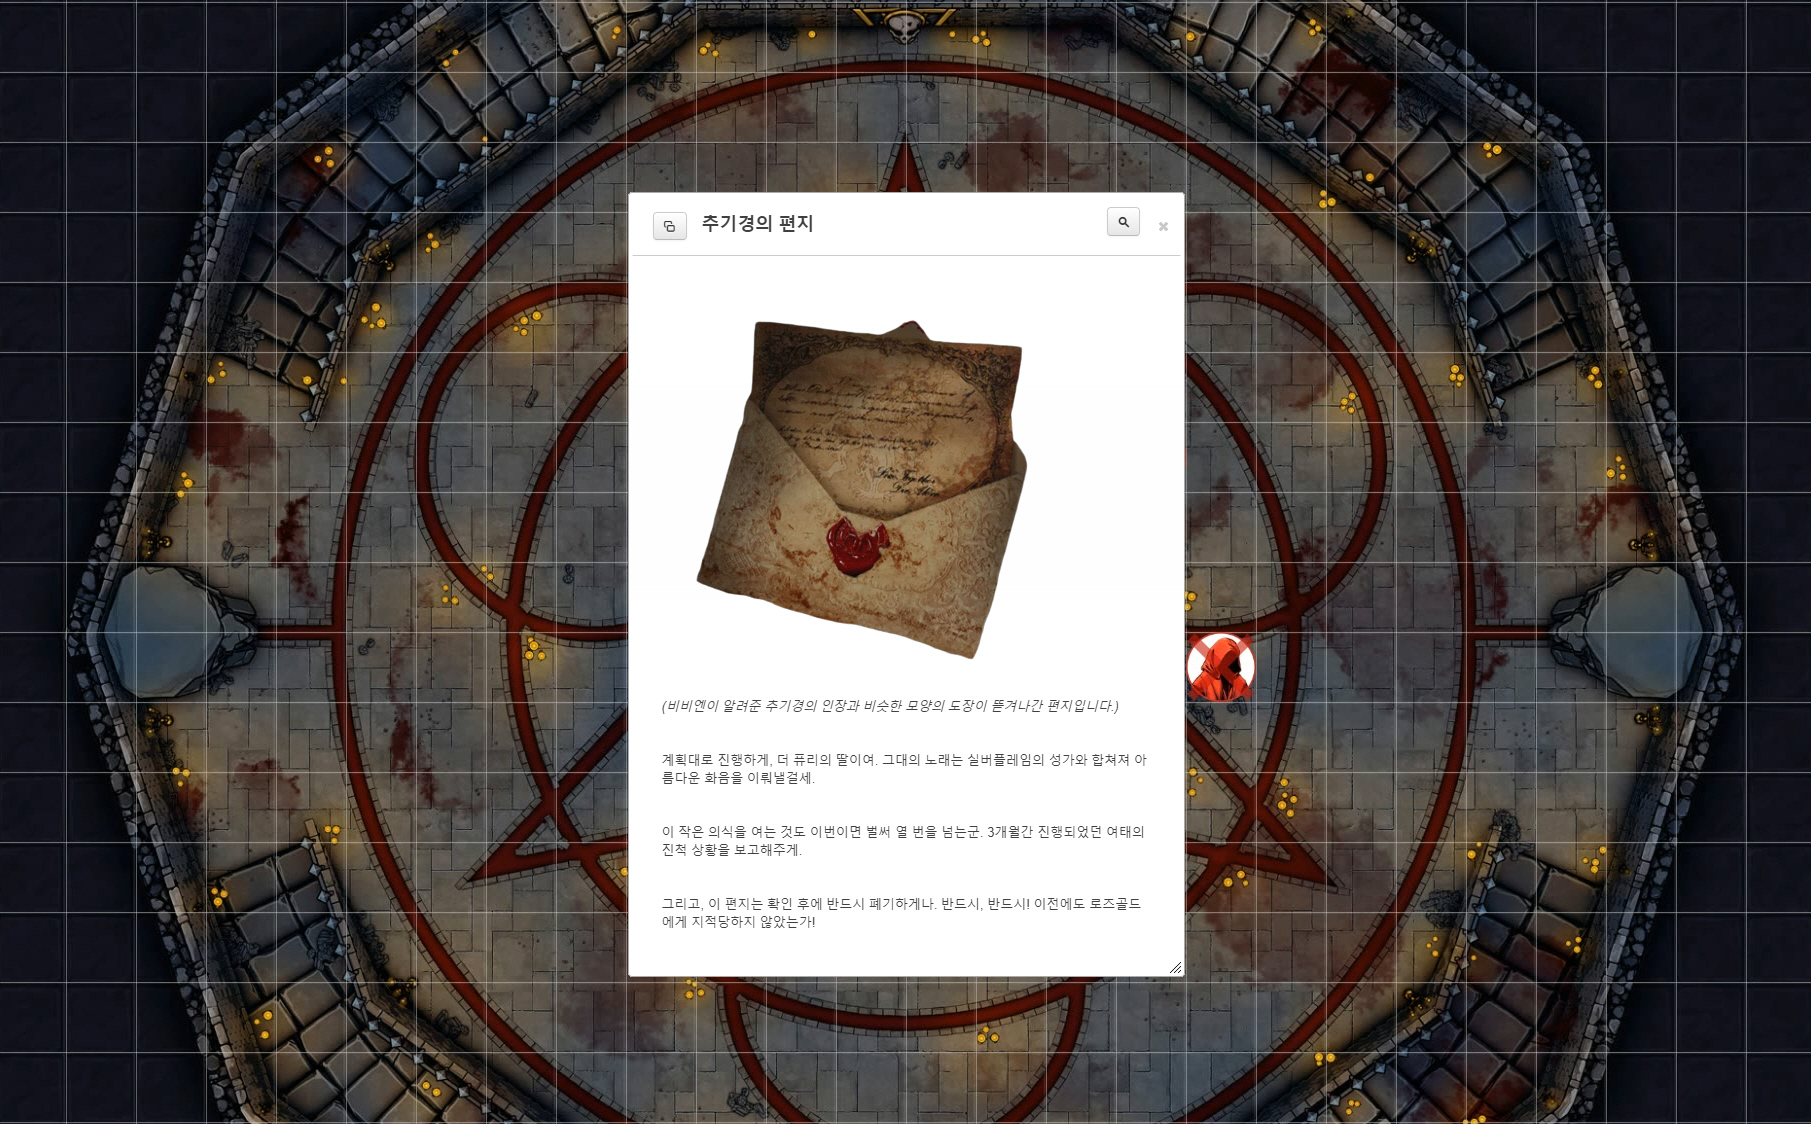 추기경의 편지
(비비엔이 알려준 추기경의 인장과 비슷한 모양의 도장이 뜯겨나간 편지입니다.)
계획대로 진행하게, 더 퓨리의 딸이여. 그대의 노래는 실버플레임의 성가와 합쳐져 아
름다운 화음을 이뤄낼걸세.
이 작은 의식을 여는 것도 이번이면 벌써 열 번을 넘는군. 3개월간 진행되었던 여태의
진척 상황을 보고해주게.
그리고, 이 편지는 확인 후에 반드시 폐기하게나. 반드시, 반드시! 이전에도 로즈골드
에게 지적당하지 않았는가!